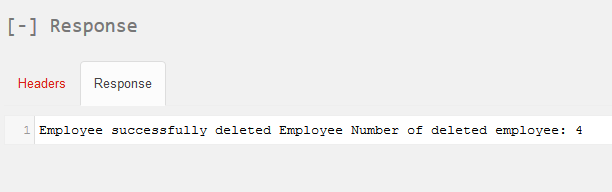 [-] Response
Headers Response
1 Employee successfully deleted Employee Number of deleted employee: 4